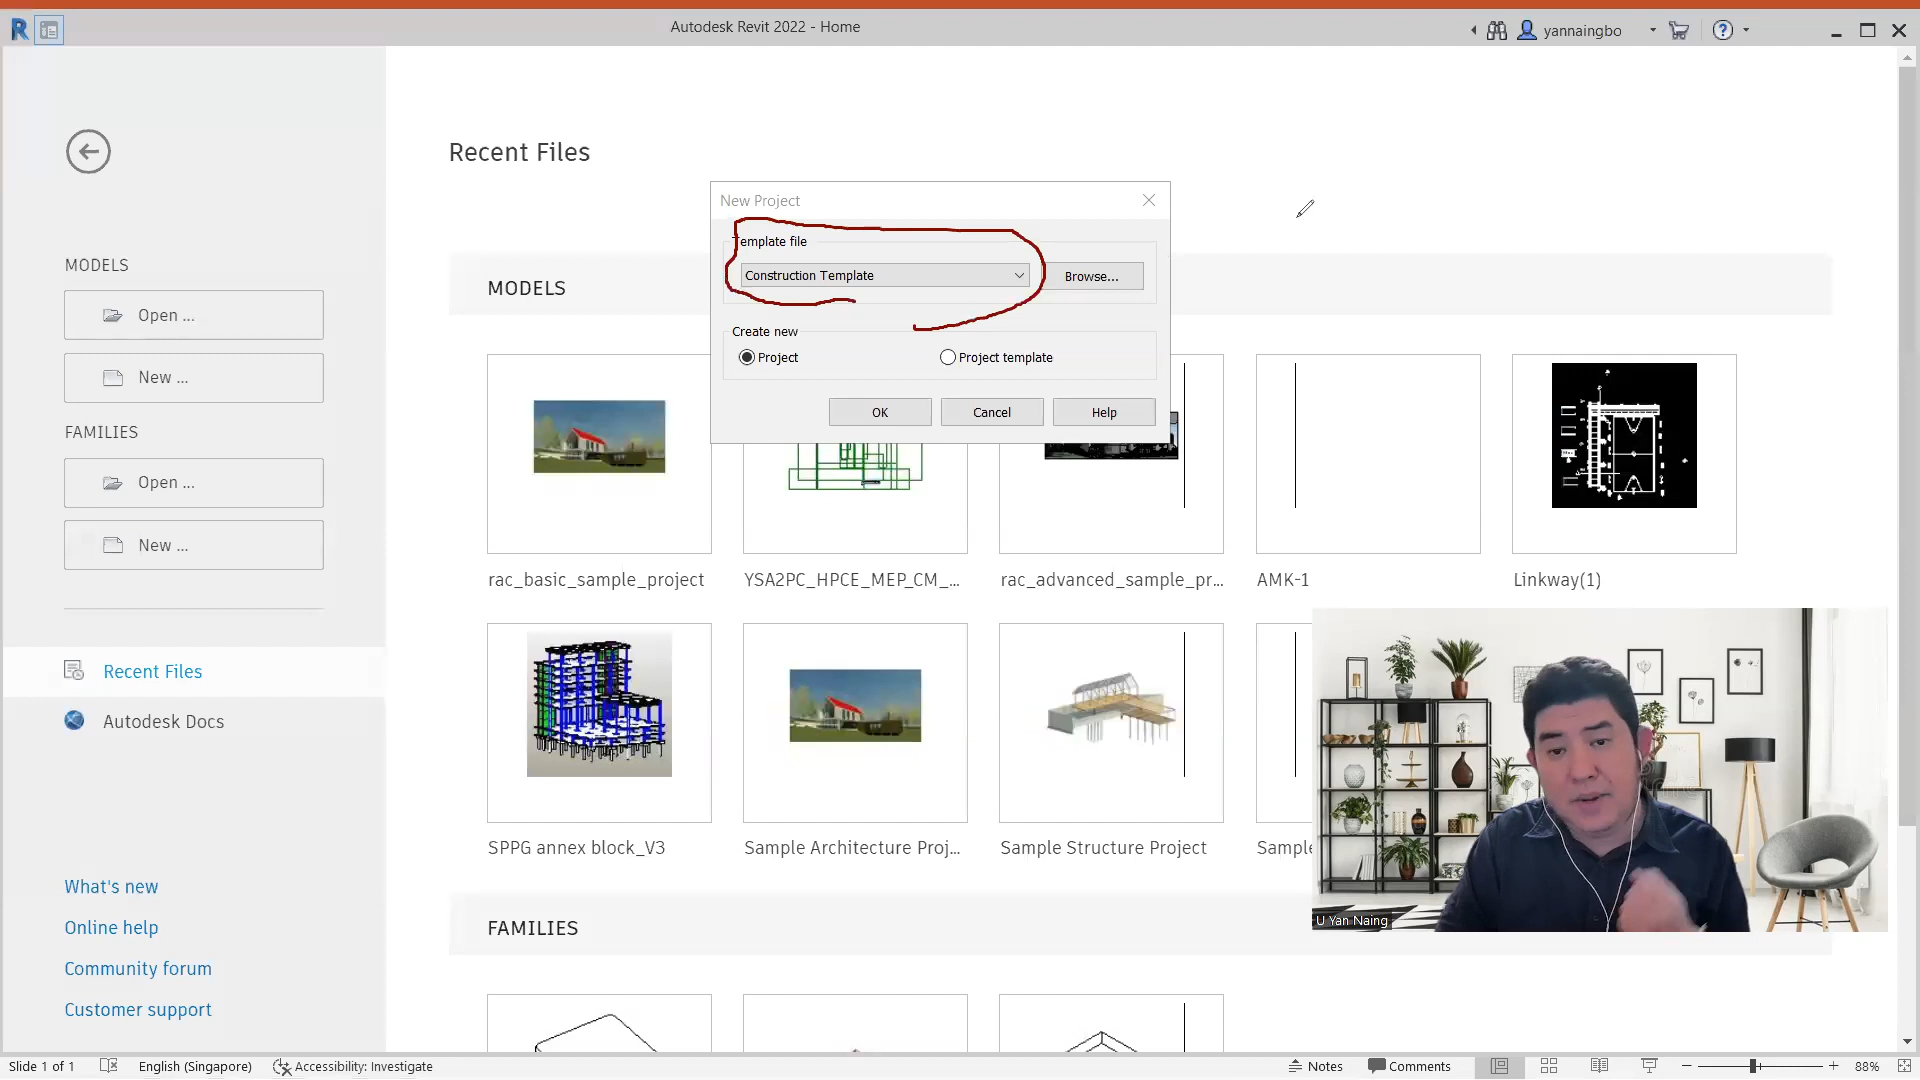 Autodesk Revit 2022 - Home
yannaingbo
Recent Files
New Project
Template file
Construction Template
Browse...
Create new
Project
Project template
OK
Cancel
Help
MODELS
Open ...
New ...
FAMILIES
Open ...
New ...
Recent Files
Autodesk Docs
What's new
Online help
Community forum
Customer support
MODELS
rac_basic_sample_project
YSA2PC_HPCE_MEP_CM_...
rac_advanced_sample_pr...
AMK-1
Linkway(1)
SPPG annex block_V3
Sample Architecture Proj...
Sample Structure Project
Sample
FAMILIES
U Yan Naing
Slide 1 of 1
English (Singapore)
Accessibility: Investigate
Notes
Comments
88%